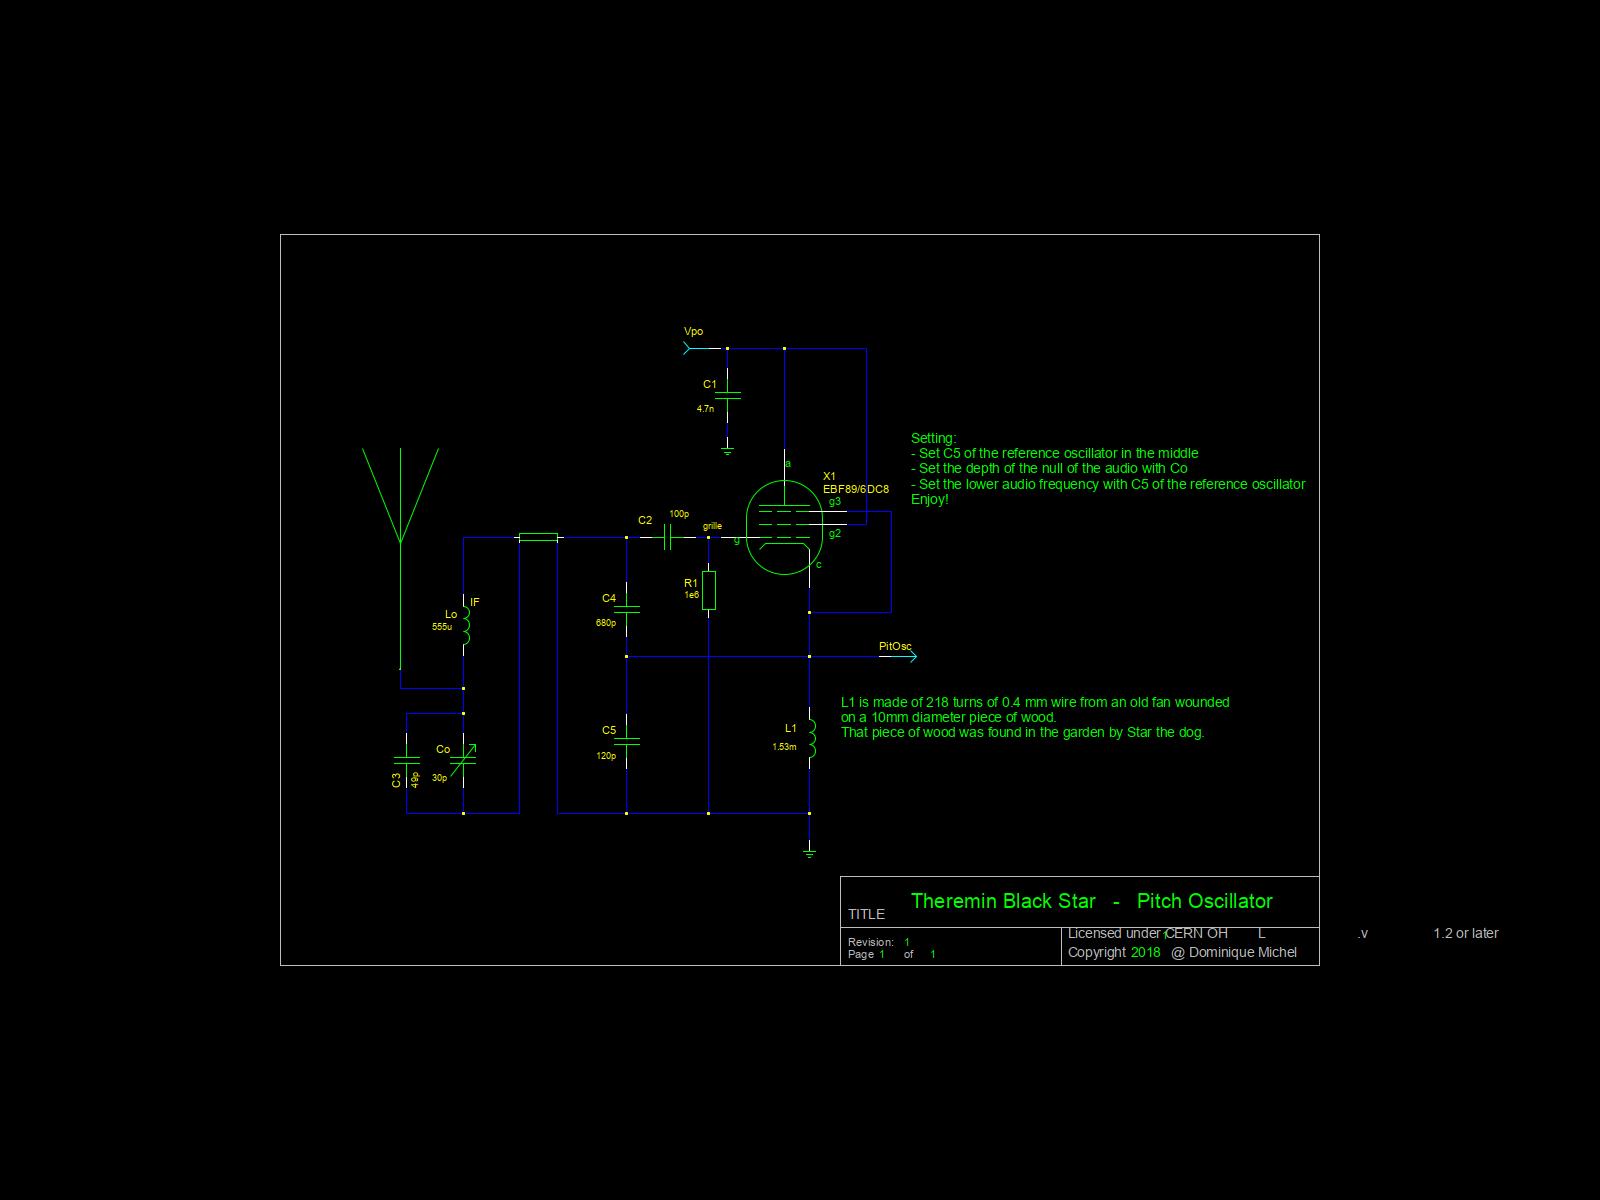 Vpo
C1
4.7n
a
X1
EBF89/6DC8
g3
g2
g
c
Setting:
- Set C5 of the reference oscillator in the middle
- Set the depth of the null of the audio with Co
- Set the lower audio frequency with C5 of the reference oscillator
Enjoy!
C2
100p
grille
R1
1e6
C4
680p
Lo
IF
555u
PitOsc
L1 is made of 218 turns of 0.4 mm wire from an old fan wounded
on a 10mm diameter piece of wood.
That piece of wood was found in the garden by Star the dog.
L1
1.53m
C5
120p
C3
49p
Co
30p
TITLE
Theremin Black Star - Pitch Oscillator
Revision: 1
Page 1 of 1
Licensed under CERN OH L .v 1.2 or later
1
Copyright 2018 @ Dominique Michel